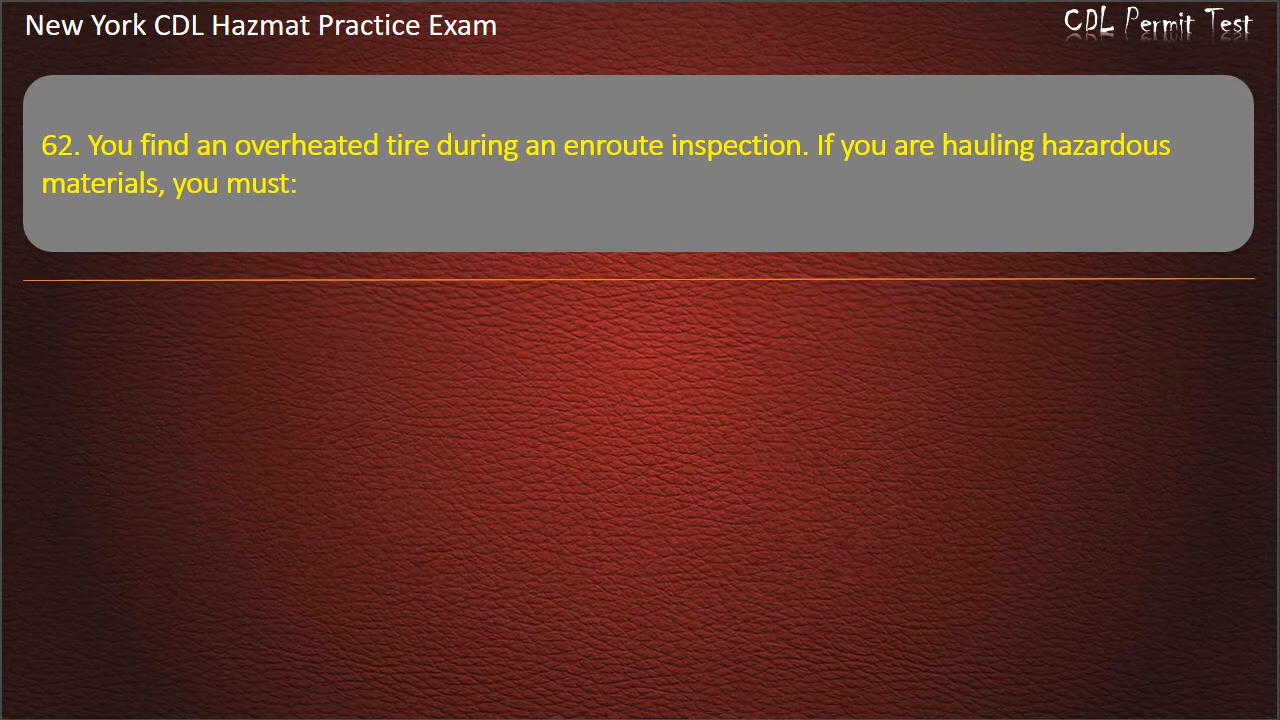 New York CDL Hazmat Practice Exam
CDL Permit Test
62. You find an overheated tire during an enroute inspection. If you are hauling hazardous
materials, you must: